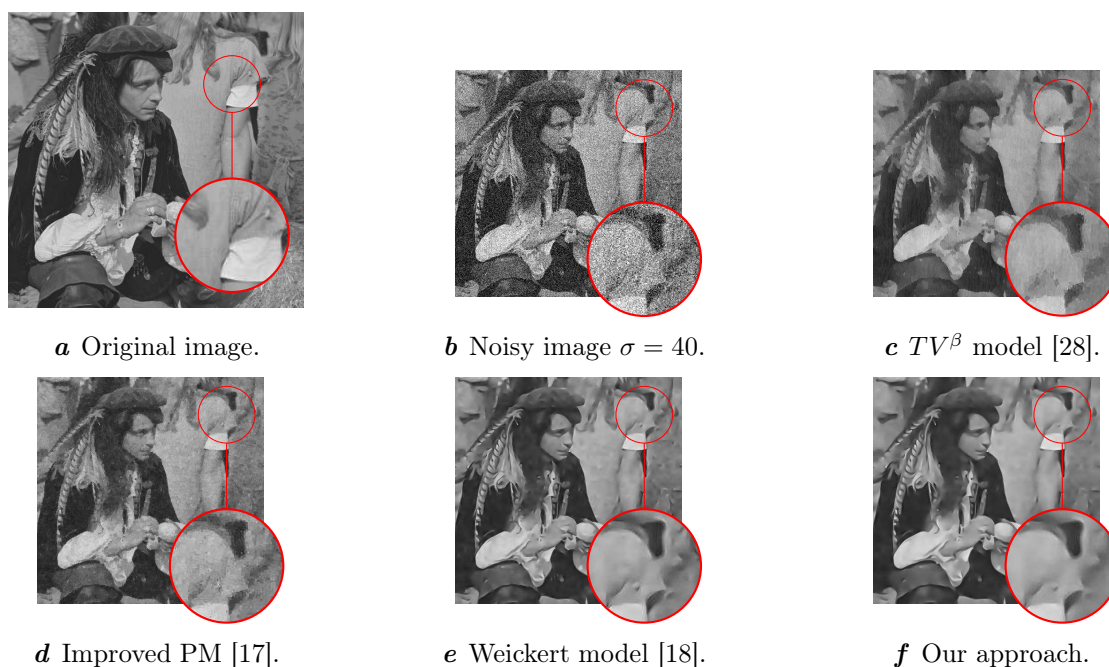 a Original image.
b Noisy image σ = 40.
c TV^β model [28].
d Improved PM [17].
e Weickert model [18].
f Our approach.